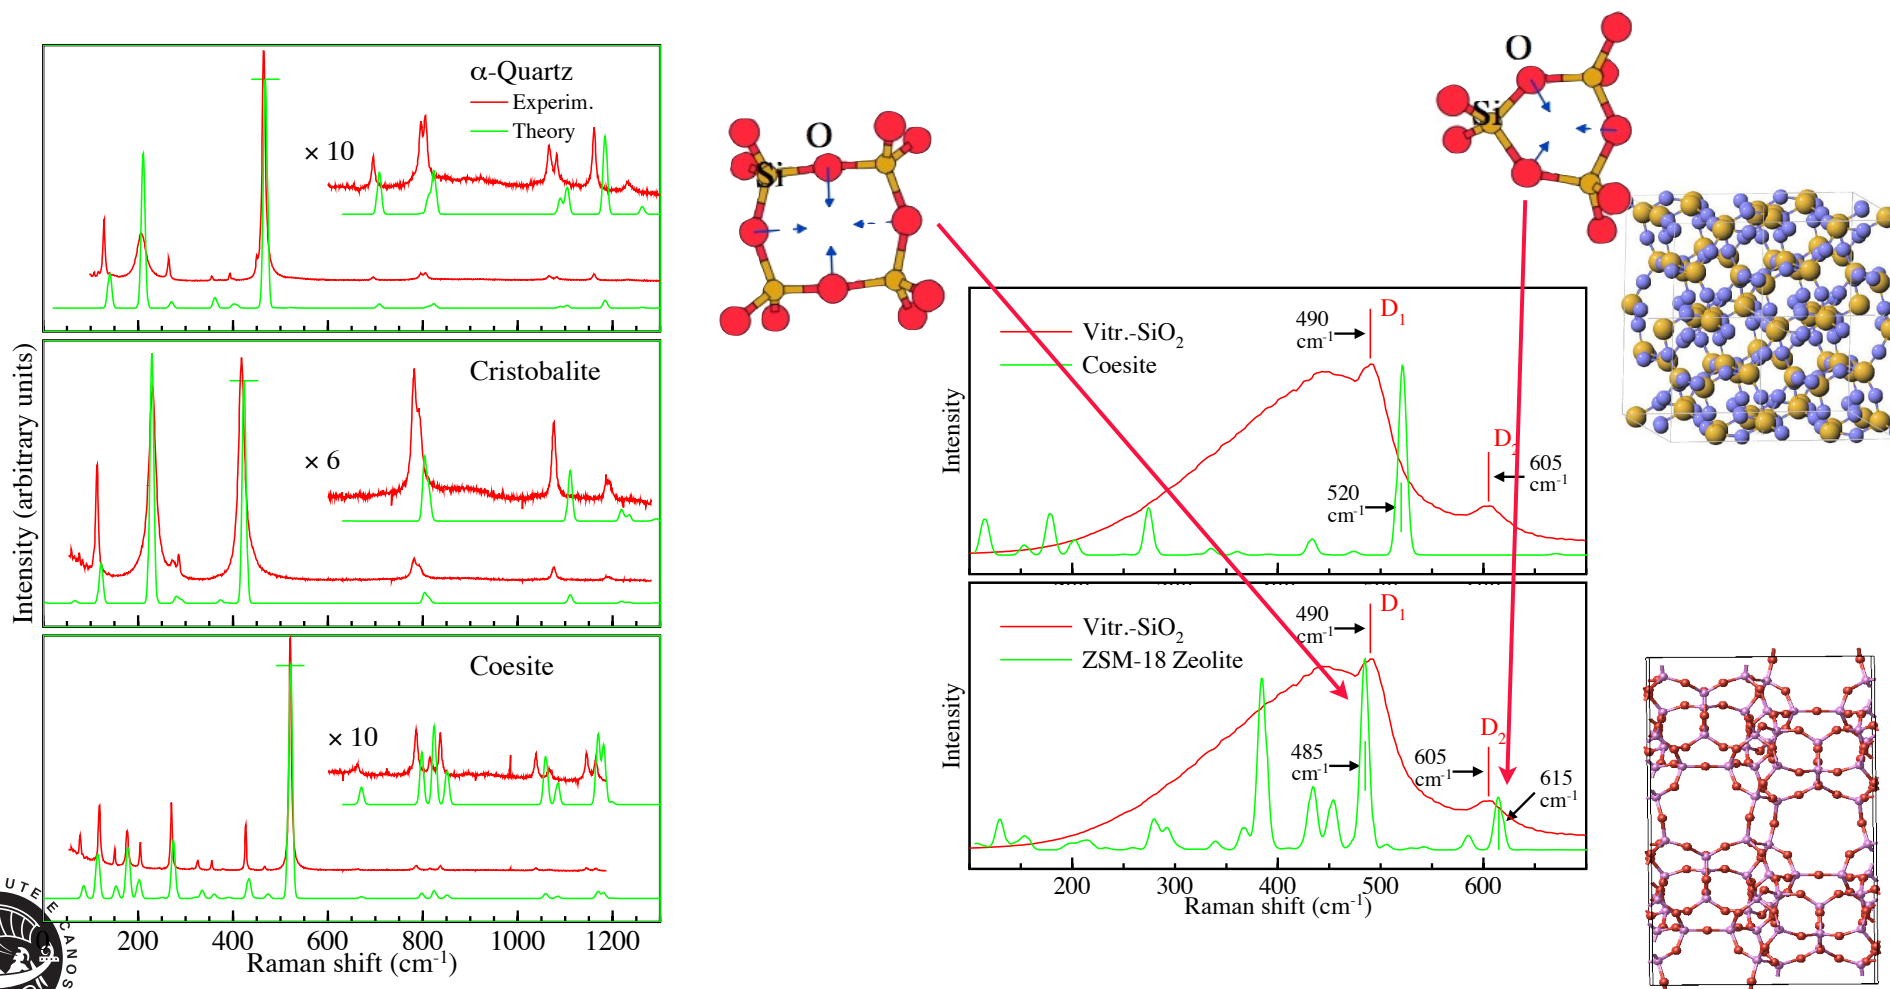 α-Quartz
Experim.
Theory
× 10
Cristobalite
× 6
Coesite
× 10
Intensity (arbitrary units)
0 200 400 600 800 1000 1200
Raman shift (cm-1)
O
Si
O
Si
Vitr.-SiO2
Coesite
490
cm-1
D1
D2
605
cm-1
520
cm-1
Intensity
Vitr.-SiO2
ZSM-18 Zeolite
490
cm-1
D1
485
cm-1
605
cm-1
D2
615
cm-1
Intensity
200 300 400 500 600
Raman shift (cm-1)
UTE
CANOS